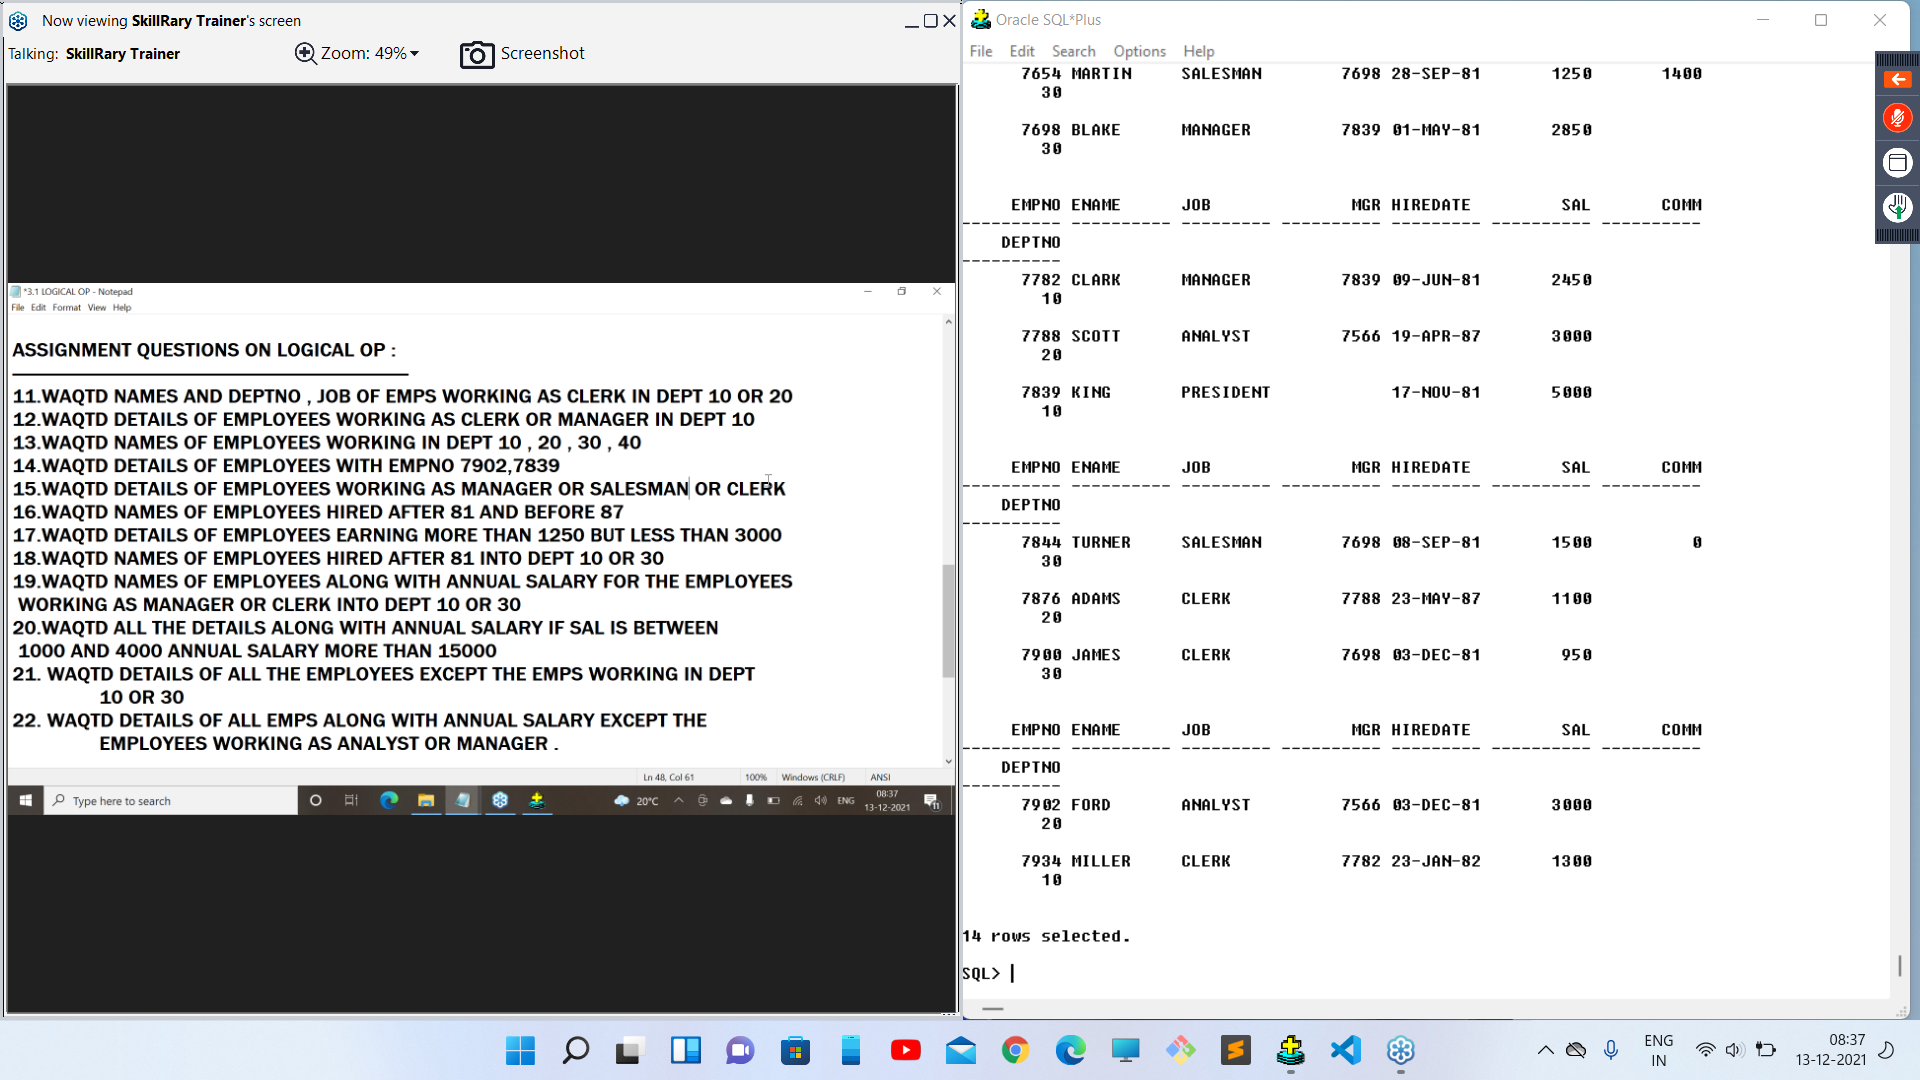 Now viewing SkillRary Trainer's screen
Talking: SkillRary Trainer
Zoom: 49%
Screenshot
*3.1 LOGICAL OP - Notepad
File Edit Format View Help
ASSIGNMENT QUESTIONS ON LOGICAL OP :
11.WAQTD NAMES AND DEPTNO , JOB OF EMPS WORKING AS CLERK IN DEPT 10 OR 20
12.WAQTD DETAILS OF EMPLOYEES WORKING AS CLERK OR MANAGER IN DEPT 10
13.WAQTD NAMES OF EMPLOYEES WORKING IN DEPT 10 , 20 , 30 , 40
14.WAQTD DETAILS OF EMPLOYEES WITH EMPNO 7902,7839
15.WAQTD DETAILS OF EMPLOYEES WORKING AS MANAGER OR SALESMAN OR CLERK
16.WAQTD NAMES OF EMPLOYEES HIRED AFTER 81 AND BEFORE 87
17.WAQTD DETAILS OF EMPLOYEES EARNING MORE THAN 1250 BUT LESS THAN 3000
18.WAQTD NAMES OF EMPLOYEES HIRED AFTER 81 INTO DEPT 10 OR 30
19.WAQTD NAMES OF EMPLOYEES ALONG WITH ANNUAL SALARY FOR THE EMPLOYEES
WORKING AS MANAGER OR CLERK INTO DEPT 10 OR 30
20.WAQTD ALL THE DETAILS ALONG WITH ANNUAL SALARY IF SAL IS BETWEEN
1000 AND 4000 ANNUAL SALARY MORE THAN 15000
21. WAQTD DETAILS OF ALL THE EMPLOYEES EXCEPT THE EMPS WORKING IN DEPT
10 OR 30
22. WAQTD DETAILS OF ALL EMPS ALONG WITH ANNUAL SALARY EXCEPT THE
EMPLOYEES WORKING AS ANALYST OR MANAGER .
Ln 48, Col 61 100% Windows (CRLF) ANSI
Type here to search
20°C
ENG
08:37
13-12-2021
11
Oracle SQL*Plus
File Edit Search Options Help
7654 MARTIN SALESMAN 7698 28-SEP-81 1250 1400
30
7698 BLAKE MANAGER 7839 01-MAY-81 2850
30
EMPNO ENAME JOB MGR HIREDATE SAL COMM
---------- ---------- --------- ---------- --------- ---------- ----------
DEPTNO
----------
7782 CLARK MANAGER 7839 09-JUN-81 2450
10
7788 SCOTT ANALYST 7566 19-APR-87 3000
20
7839 KING PRESIDENT 17-NOV-81 5000
10
EMPNO ENAME JOB MGR HIREDATE SAL COMM
---------- ---------- --------- ---------- --------- ---------- ----------
DEPTNO
----------
7844 TURNER SALESMAN 7698 08-SEP-81 1500 0
30
7876 ADAMS CLERK 7788 23-MAY-87 1100
20
7900 JAMES CLERK 7698 03-DEC-81 950
30
EMPNO ENAME JOB MGR HIREDATE SAL COMM
---------- ---------- --------- ---------- --------- ---------- ----------
DEPTNO
----------
7902 FORD ANALYST 7566 03-DEC-81 3000
20
7934 MILLER CLERK 7782 23-JAN-82 1300
10
14 rows selected.
SQL>
ENG
IN
08:37
13-12-2021